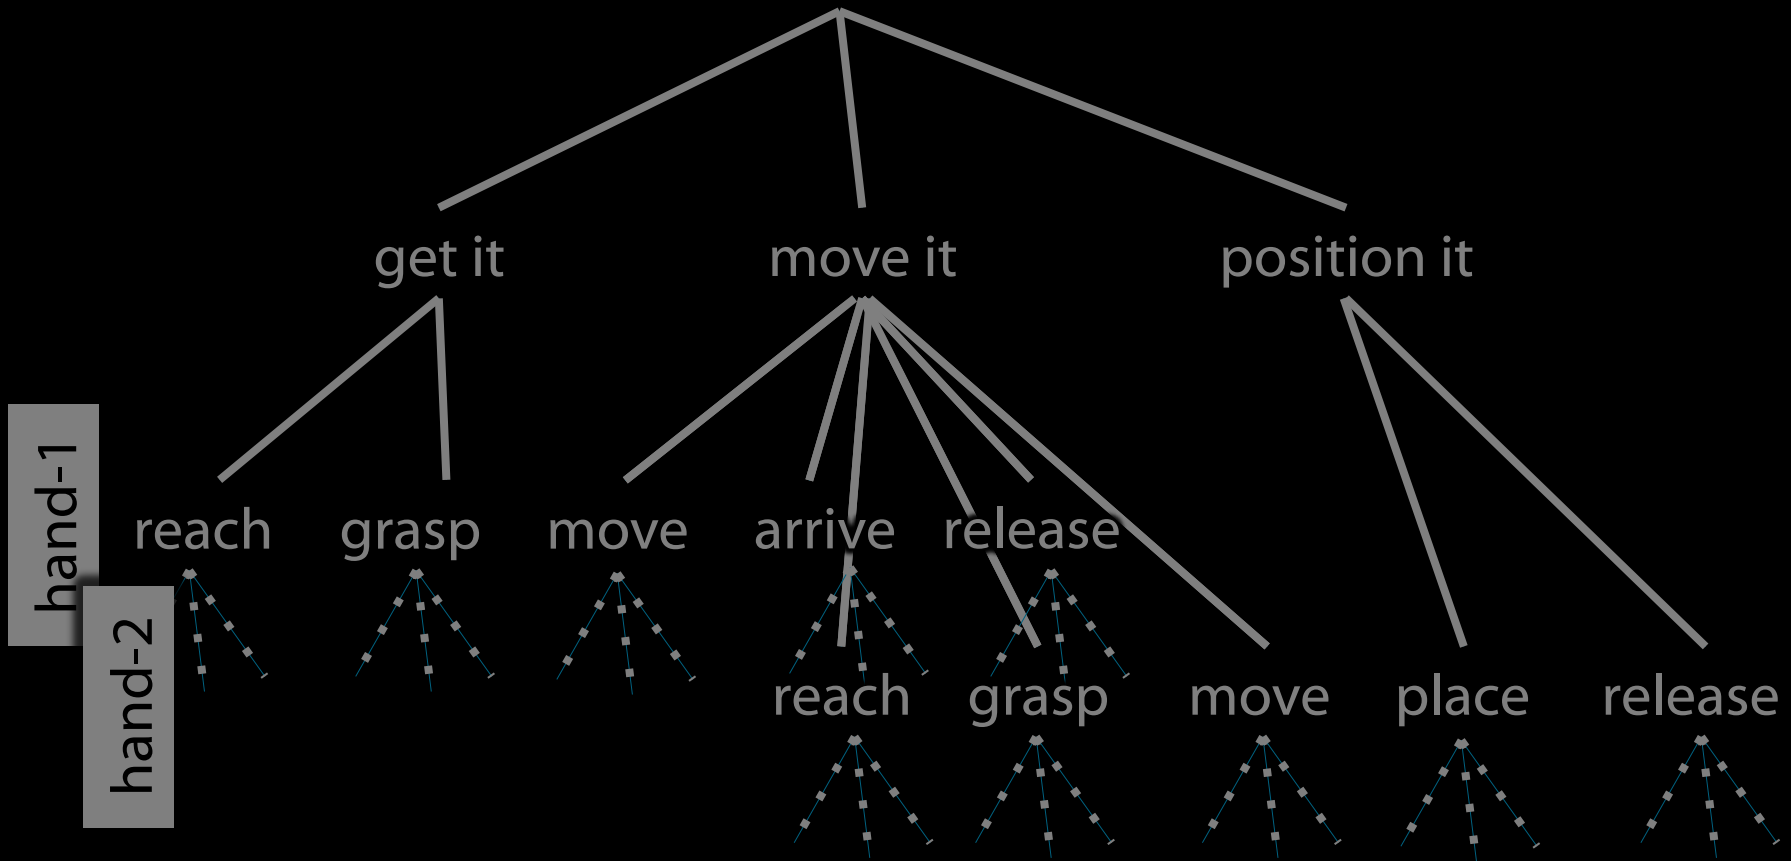 get it
move it
position it
hand-1
reach
grasp
move
arrive
release
hand-2
reach
grasp
move
place
release